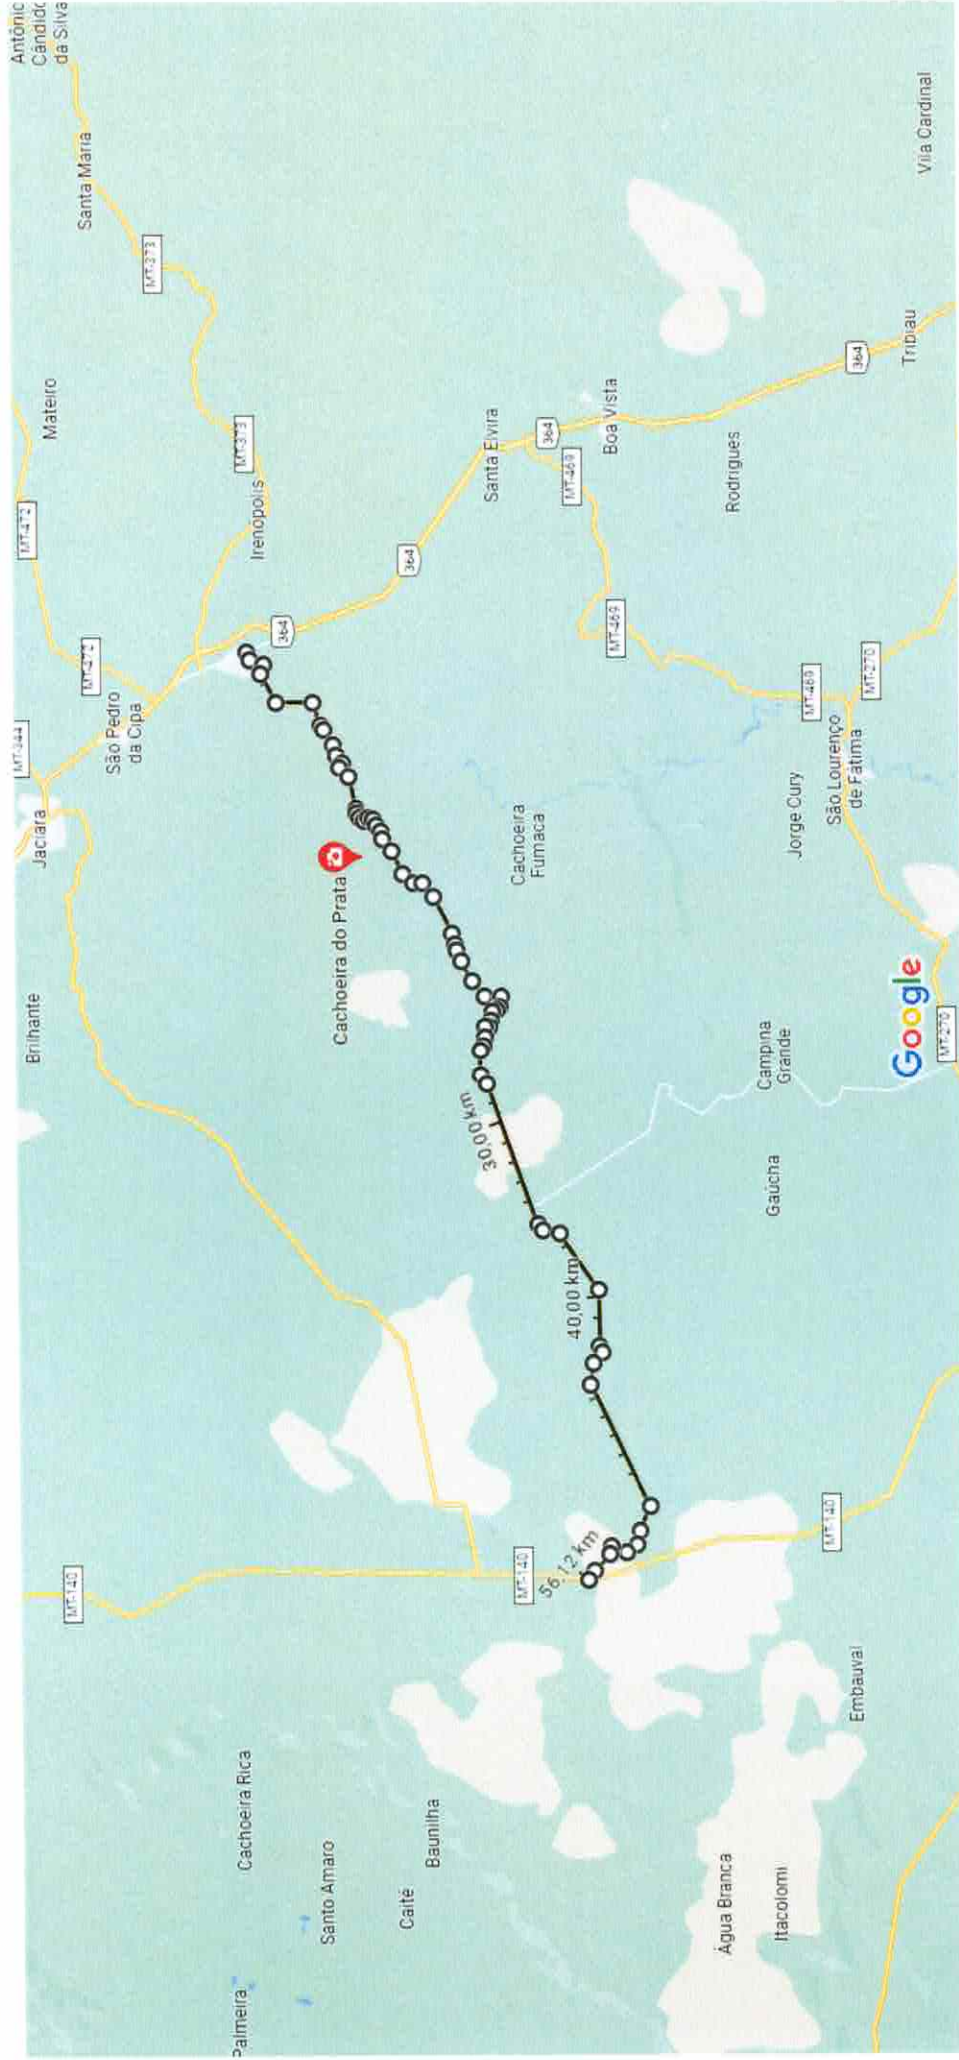 Brilhante
Jaciara
MT-344
MT-472
Mateiro
Antônio
Cândido
da Silva
MT-140
MT-472
Santa Maria
São Pedro
da Cipa
MT-373
Palmeira
Cachoeira Rica
Irenópolis
MT-373
364
Santo Amaro
Cachoeira do Prata
Caité
364
Baunilha
30,00 km
Santa Elvira
MT-140
Cachoeira
Fumaca
364
56,12 km
40,00 km
MT-469
Boa Vista
MT-469
Água Branca
Rodrigues
Itacolomi
Gaúcha
Campina
Grande
Jorge Cury
MT-469
MT-140
São Lourenço
de Fátima
Embauval
MT-270
364
Google
Tribiau
Vila Cardinal
MT-270